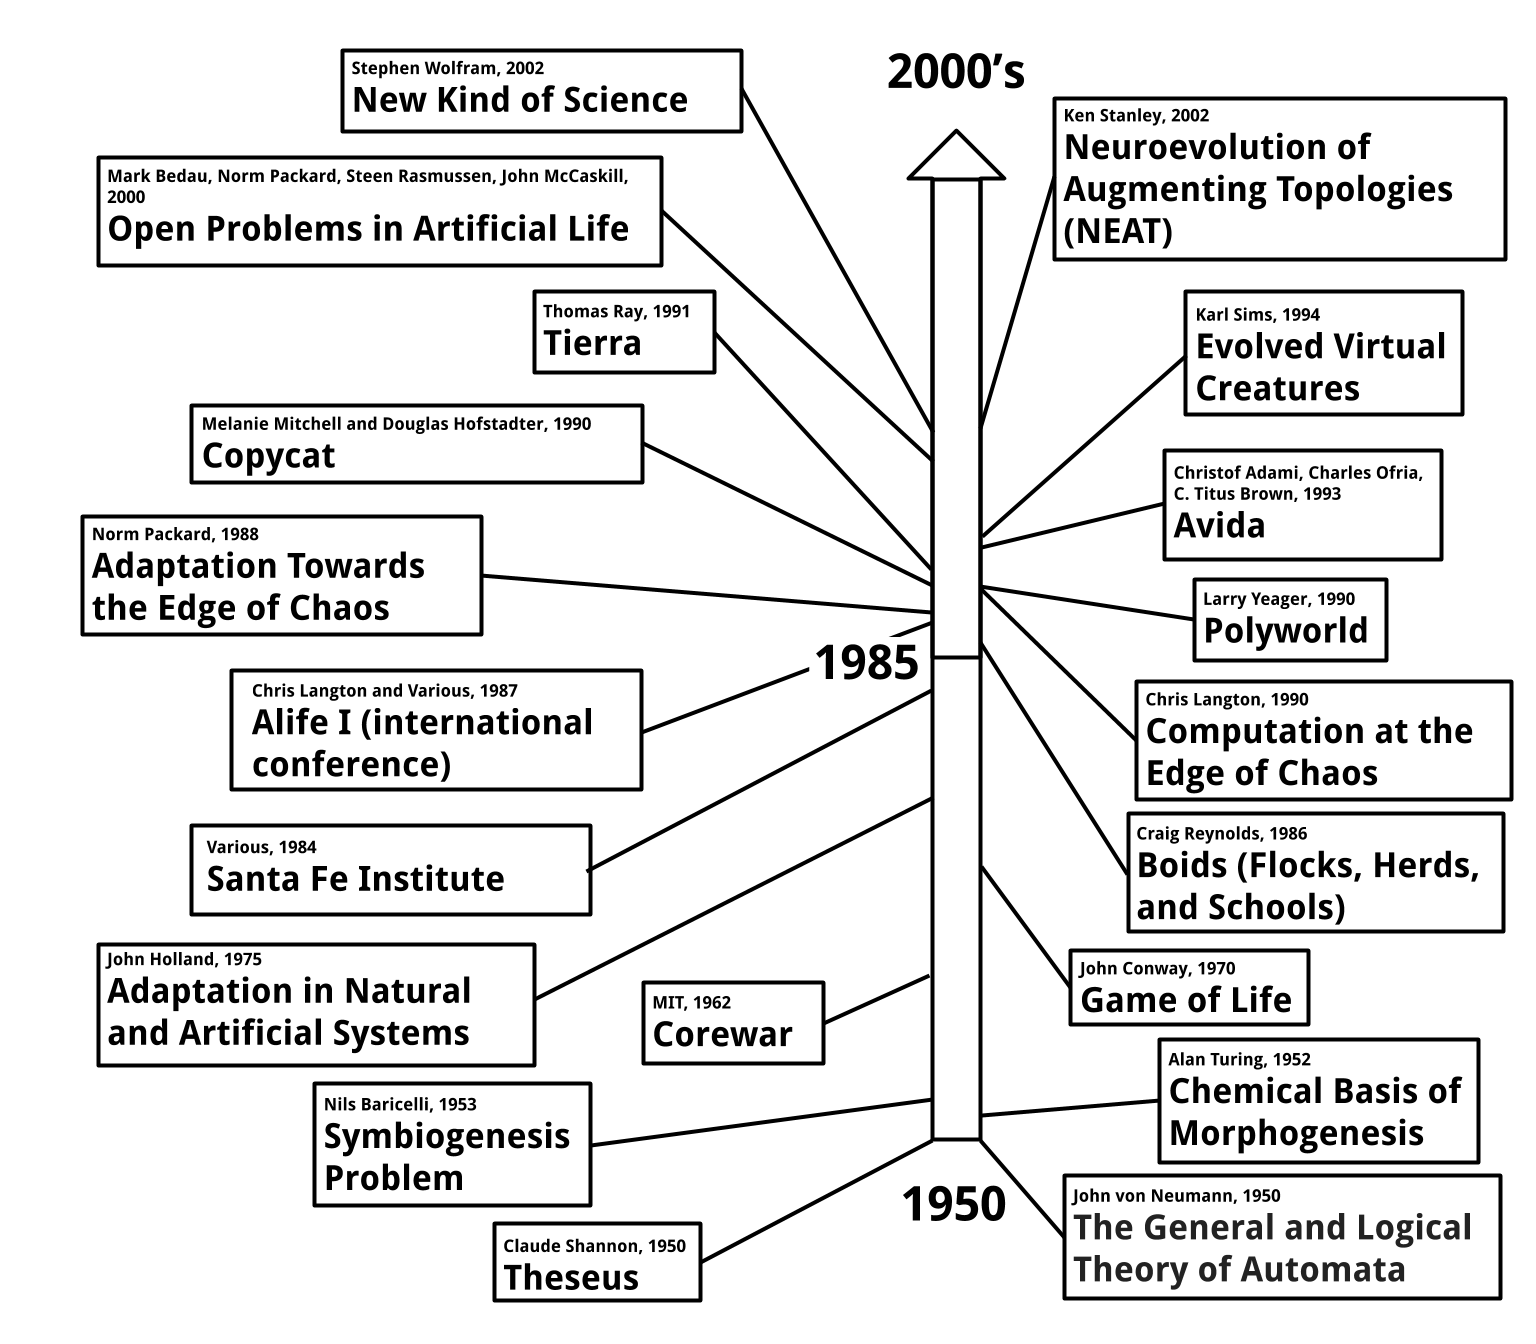 2000’s
Stephen Wolfram, 2002
New Kind of Science
Ken Stanley, 2002
Neuroevolution of
Augmenting Topologies
(NEAT)
Mark Bedau, Norm Packard, Steen Rasmussen, John McCaskill,
2000
Open Problems in Artificial Life
Thomas Ray, 1991
Tierra
Karl Sims, 1994
Evolved Virtual
Creatures
Melanie Mitchell and Douglas Hofstadter, 1990
Copycat
Christof Adami, Charles Ofria,
C. Titus Brown, 1993
Avida
Norm Packard, 1988
Adaptation Towards
the Edge of Chaos
Larry Yeager, 1990
Polyworld
1985
Chris Langton and Various, 1987
Alife I (international
conference)
Chris Langton, 1990
Computation at the
Edge of Chaos
Various, 1984
Santa Fe Institute
Craig Reynolds, 1986
Boids (Flocks, Herds,
and Schools)
John Holland, 1975
Adaptation in Natural
and Artificial Systems
MIT, 1962
Corewar
John Conway, 1970
Game of Life
Nils Baricelli, 1953
Symbiogenesis
Problem
Alan Turing, 1952
Chemical Basis of
Morphogenesis
1950
Claude Shannon, 1950
Theseus
John von Neumann, 1950
The General and Logical
Theory of Automata